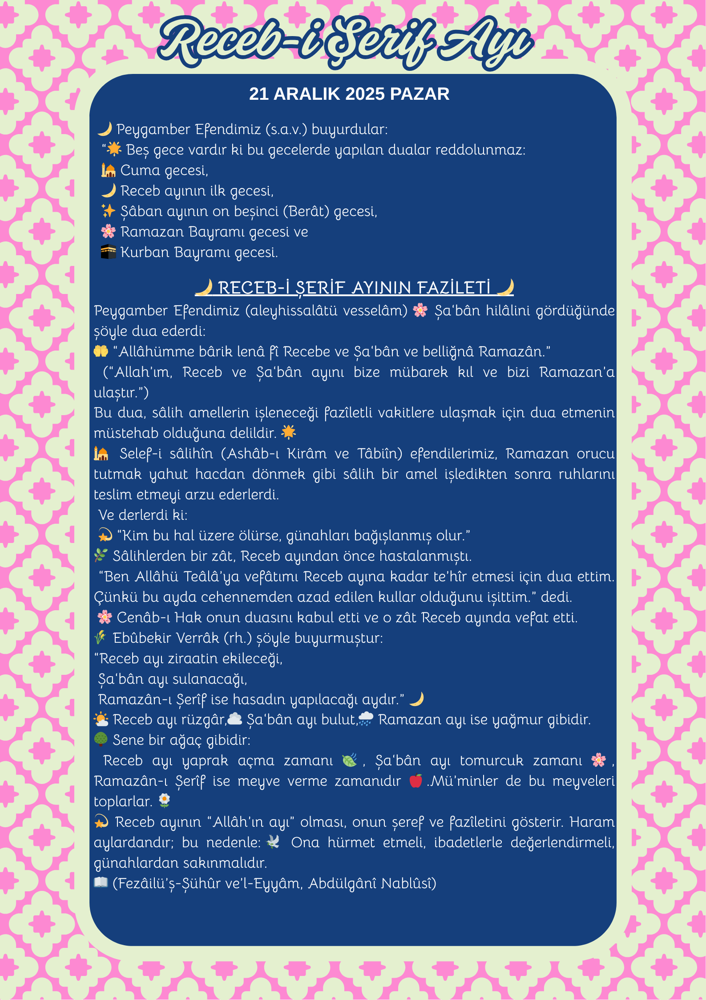 Receb-i Şerif Ayı
21 ARALIK 2025 PAZAR
🌙 Peygamber Efendimiz (s.a.v.) buyurdular:
“🌟 Beş gece vardır ki bu gecelerde yapılan dualar reddolunmaz:
🕌 Cuma gecesi,
🌙 Receb ayının ilk gecesi,
✨ Şâban ayının on beşinci (Berât) gecesi,
🌸 Ramazan Bayramı gecesi ve
🕋 Kurban Bayramı gecesi.
🌙 RECEB-İ ŞERİF AYININ FAZİLETİ 🌙
Peygamber Efendimiz (aleyhissalâtü vesselâm) 🌸 Şa‘bân hilâlini gördüğünde
şöyle dua ederdi:
🤲 “Allâhümme bârik lenâ fî Recebe ve Şa‘bân ve belliğnâ Ramazân.”
(“Allah’ım, Receb ve Şa‘bân ayını bize mübarek kıl ve bizi Ramazan’a
ulaştır.”)
Bu dua, sâlih amellerin işleneceği fazîletli vakitlere ulaşmak için dua etmenin
müstehab olduğuna delildir. 🌟
🕌 Selef-i sâlihîn (Ashâb-ı Kirâm ve Tâbiîn) efendilerimiz, Ramazan orucu
tutmak yahut hacdan dönmek gibi sâlih bir amel işledikten sonra ruhlarını
teslim etmeyi arzu ederlerdi.
Ve derlerdi ki:
💫 “Kim bu hal üzere ölürse, günahları bağışlanmış olur.”
🌿 Sâlihlerden bir zât, Receb ayından önce hastalanmıştı.
“Ben Allâhü Teâlâ’ya vefâtımı Receb ayına kadar te’hîr etmesi için dua ettim.
Çünkü bu ayda cehennemden azad edilen kullar olduğunu işittim.” dedi.
🌸 Cenâb-ı Hak onun duasını kabul etti ve o zât Receb ayında vefat etti.
🌾 Ebûbekir Verrâk (rh.) şöyle buyurmuştur:
“Receb ayı ziraatin ekileceği,
Şa‘bân ayı sulanacağı,
Ramazân-ı Şerîf ise hasadın yapılacağı aydır.” 🌙
🌤 Receb ayı rüzgâr,☁ Şa‘bân ayı bulut,🌧 Ramazan ayı ise yağmur gibidir.
🌳 Sene bir ağaç gibidir:
Receb ayı yaprak açma zamanı 🍃, Şa‘bân ayı tomurcuk zamanı 🌸,
Ramazân-ı Şerîf ise meyve verme zamanıdır 🍎.Mü’minler de bu meyveleri
toplarlar. 🌼
💫 Receb ayının “Allâh’ın ayı” olması, onun şeref ve fazîletini gösterir. Haram
aylardandır; bu nedenle:🕊 Ona hürmet etmeli, ibadetlerle değerlendirmeli,
günahlardan sakınmalıdır.
📖 (Fezâilü’ş-Şühûr ve’l-Eyyâm, Abdülgânî Nablûsî)